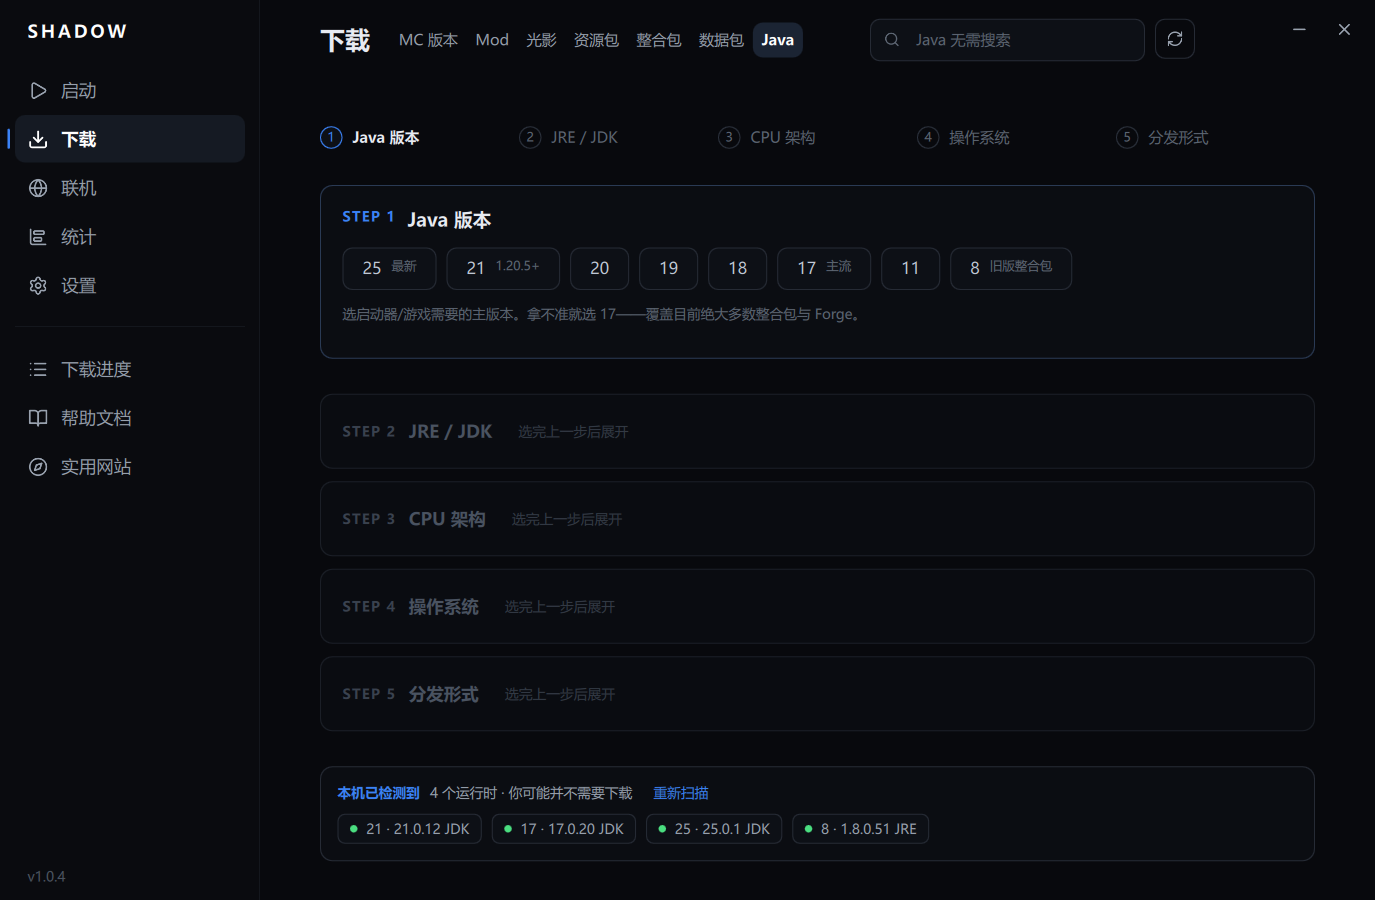 SHADOW
启动
下载
联机
统计
设置
下载进度
帮助文档
实用网站
v1.0.4
下载 MC 版本 Mod 光影 资源包 整合包 数据包 Java
Java 无需搜索
1 Java 版本 2 JRE / JDK 3 CPU 架构 4 操作系统 5 分发形式
STEP 1 Java 版本
25 最新 21 1.20.5+ 20 19 18 17 主流 11 8 旧版整合包
选启动器/游戏需要的主版本。拿不准就选 17——覆盖目前绝大多数整合包与 Forge。
STEP 2 JRE / JDK 选完上一步后展开
STEP 3 CPU 架构 选完上一步后展开
STEP 4 操作系统 选完上一步后展开
STEP 5 分发形式 选完上一步后展开
本机已检测到 4 个运行时 · 你可能并不需要下载 重新扫描
21 · 21.0.12 JDK 17 · 17.0.20 JDK 25 · 25.0.1 JDK 8 · 1.8.0.51 JRE